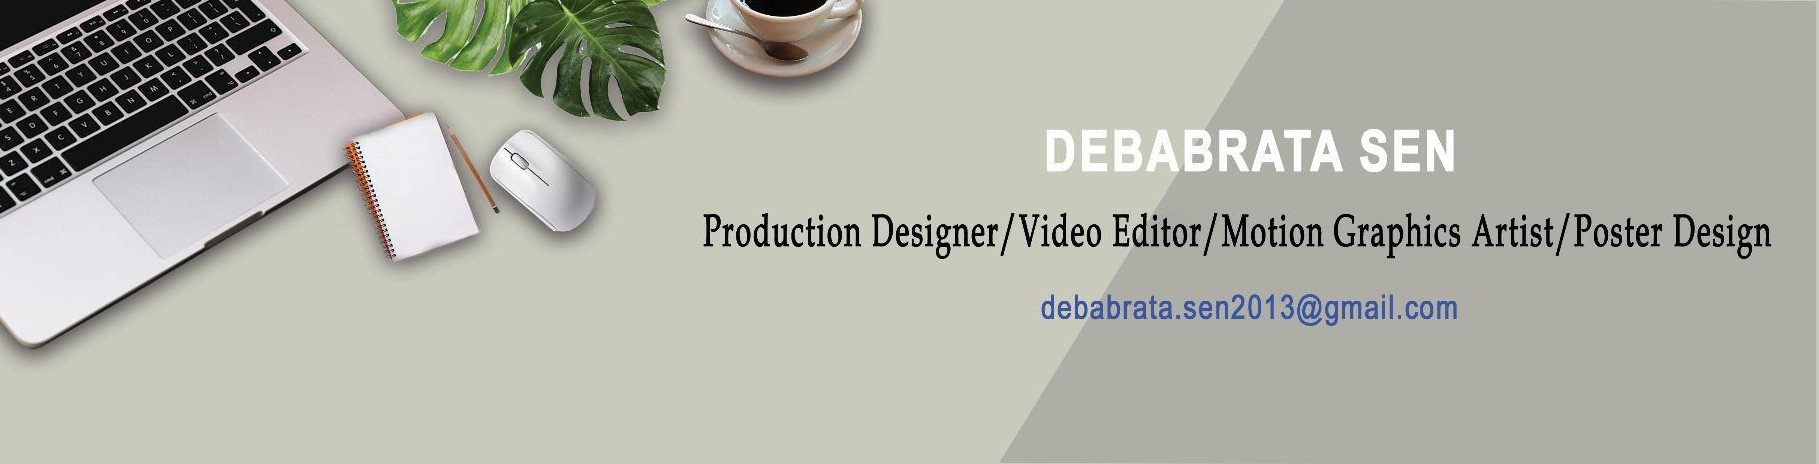 DEBABRATA SEN
Production Designer/Video Editor/Motion Graphics Artist/Poster Design
debabrata.sen2013@gmail.com